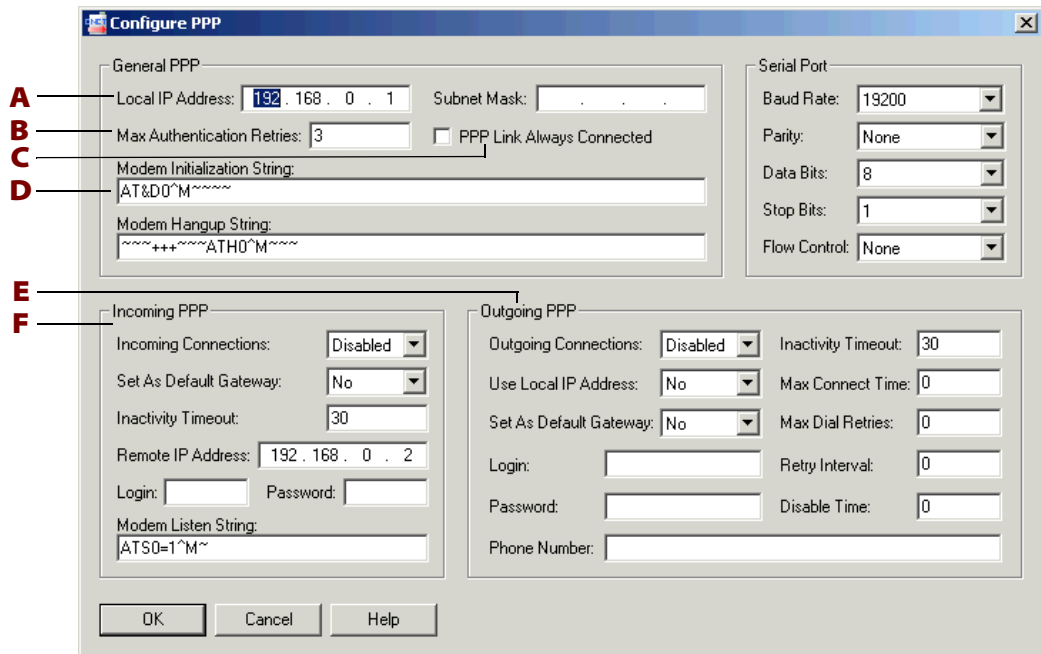 Configure PPP
General PPP
A Local IP Address: 192 . 168 . 0 . 1 Subnet Mask: . . .
B Max Authentication Retries: 3
C PPP Link Always Connected
Modem Initialization String:
D AT&D0^M~~~~
Modem Hangup String:
~~~+++~~~ATH0^M~~~
Serial Port
Baud Rate: 19200
Parity: None
Data Bits: 8
Stop Bits: 1
Flow Control: None
E
F Incoming PPP
Incoming Connections: Disabled
Set As Default Gateway: No
Inactivity Timeout: 30
Remote IP Address: 192 . 168 . 0 . 2
Login: Password:
Modem Listen String:
ATS0=1^M~
Outgoing PPP
Outgoing Connections: Disabled Inactivity Timeout: 30
Use Local IP Address: No Max Connect Time: 0
Set As Default Gateway: No Max Dial Retries: 0
Login: Retry Interval: 0
Password: Disable Time: 0
Phone Number:
OK Cancel Help